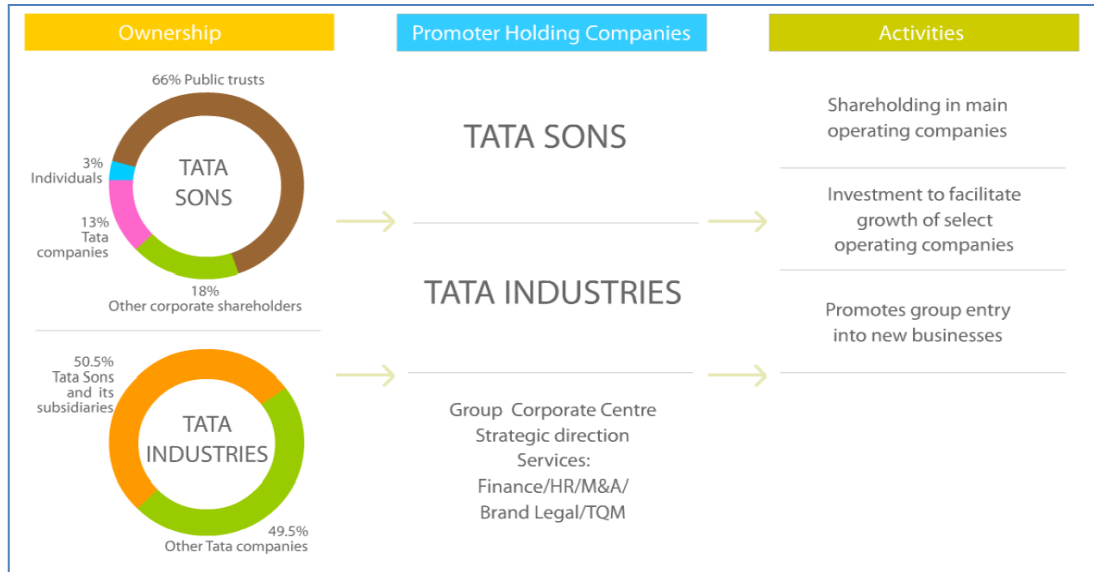 Ownership
66% Public trusts
3%
Individuals
TATA
SONS
13%
Tata
companies
18%
Other corporate shareholders
50.5%
Tata Sons
and its
subsidiaries
TATA
INDUSTRIES
49.5%
Other Tata companies
Promoter Holding Companies
TATA SONS
TATA INDUSTRIES
Group Corporate Centre
Strategic direction
Services:
Finance/HR/M&A/
Brand Legal/TQM
Activities
Shareholding in main
operating companies
Investment to facilitate
growth of select
operating companies
Promotes group entry
into new businesses